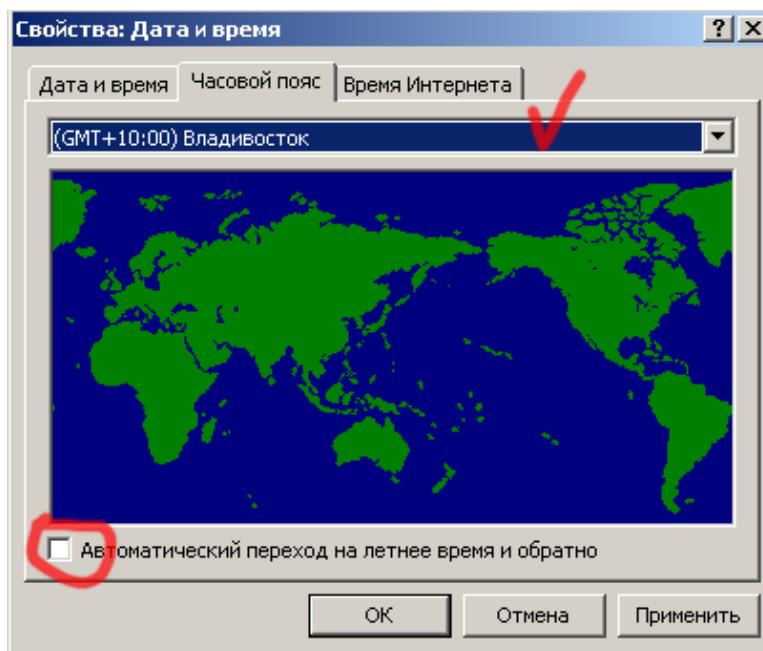 Свойства: Дата и время
Дата и время Часовой пояс Время Интернета
(GMT+10:00) Владивосток
Автоматический переход на летнее время и обратно
ОК Отмена Применить